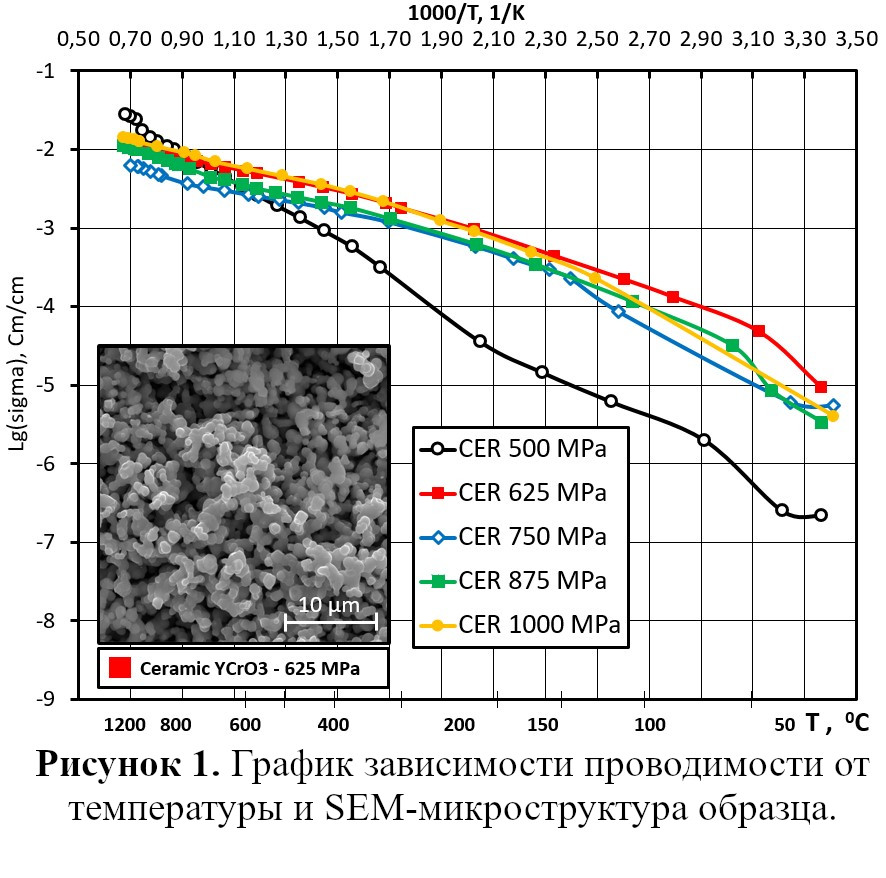 1000/T, 1/K
0,50 0,70 0,90 1,10 1,30 1,50 1,70 1,90 2,10 2,30 2,50 2,70 2,90 3,10 3,30 3,50
-1
-2
-3
-4
-5
-6
-7
-8
-9
Lg(sigma), Cm/cm
CER 500 MPa
CER 625 MPa
CER 750 MPa
CER 875 MPa
CER 1000 MPa
10 µm
Ceramic YCrO3 - 625 MPa
1200 800 600 400 200 150 100 50 T , ⁰C
Рисунок 1. График зависимости проводимости от
температуры и SEM-микроструктура образца.